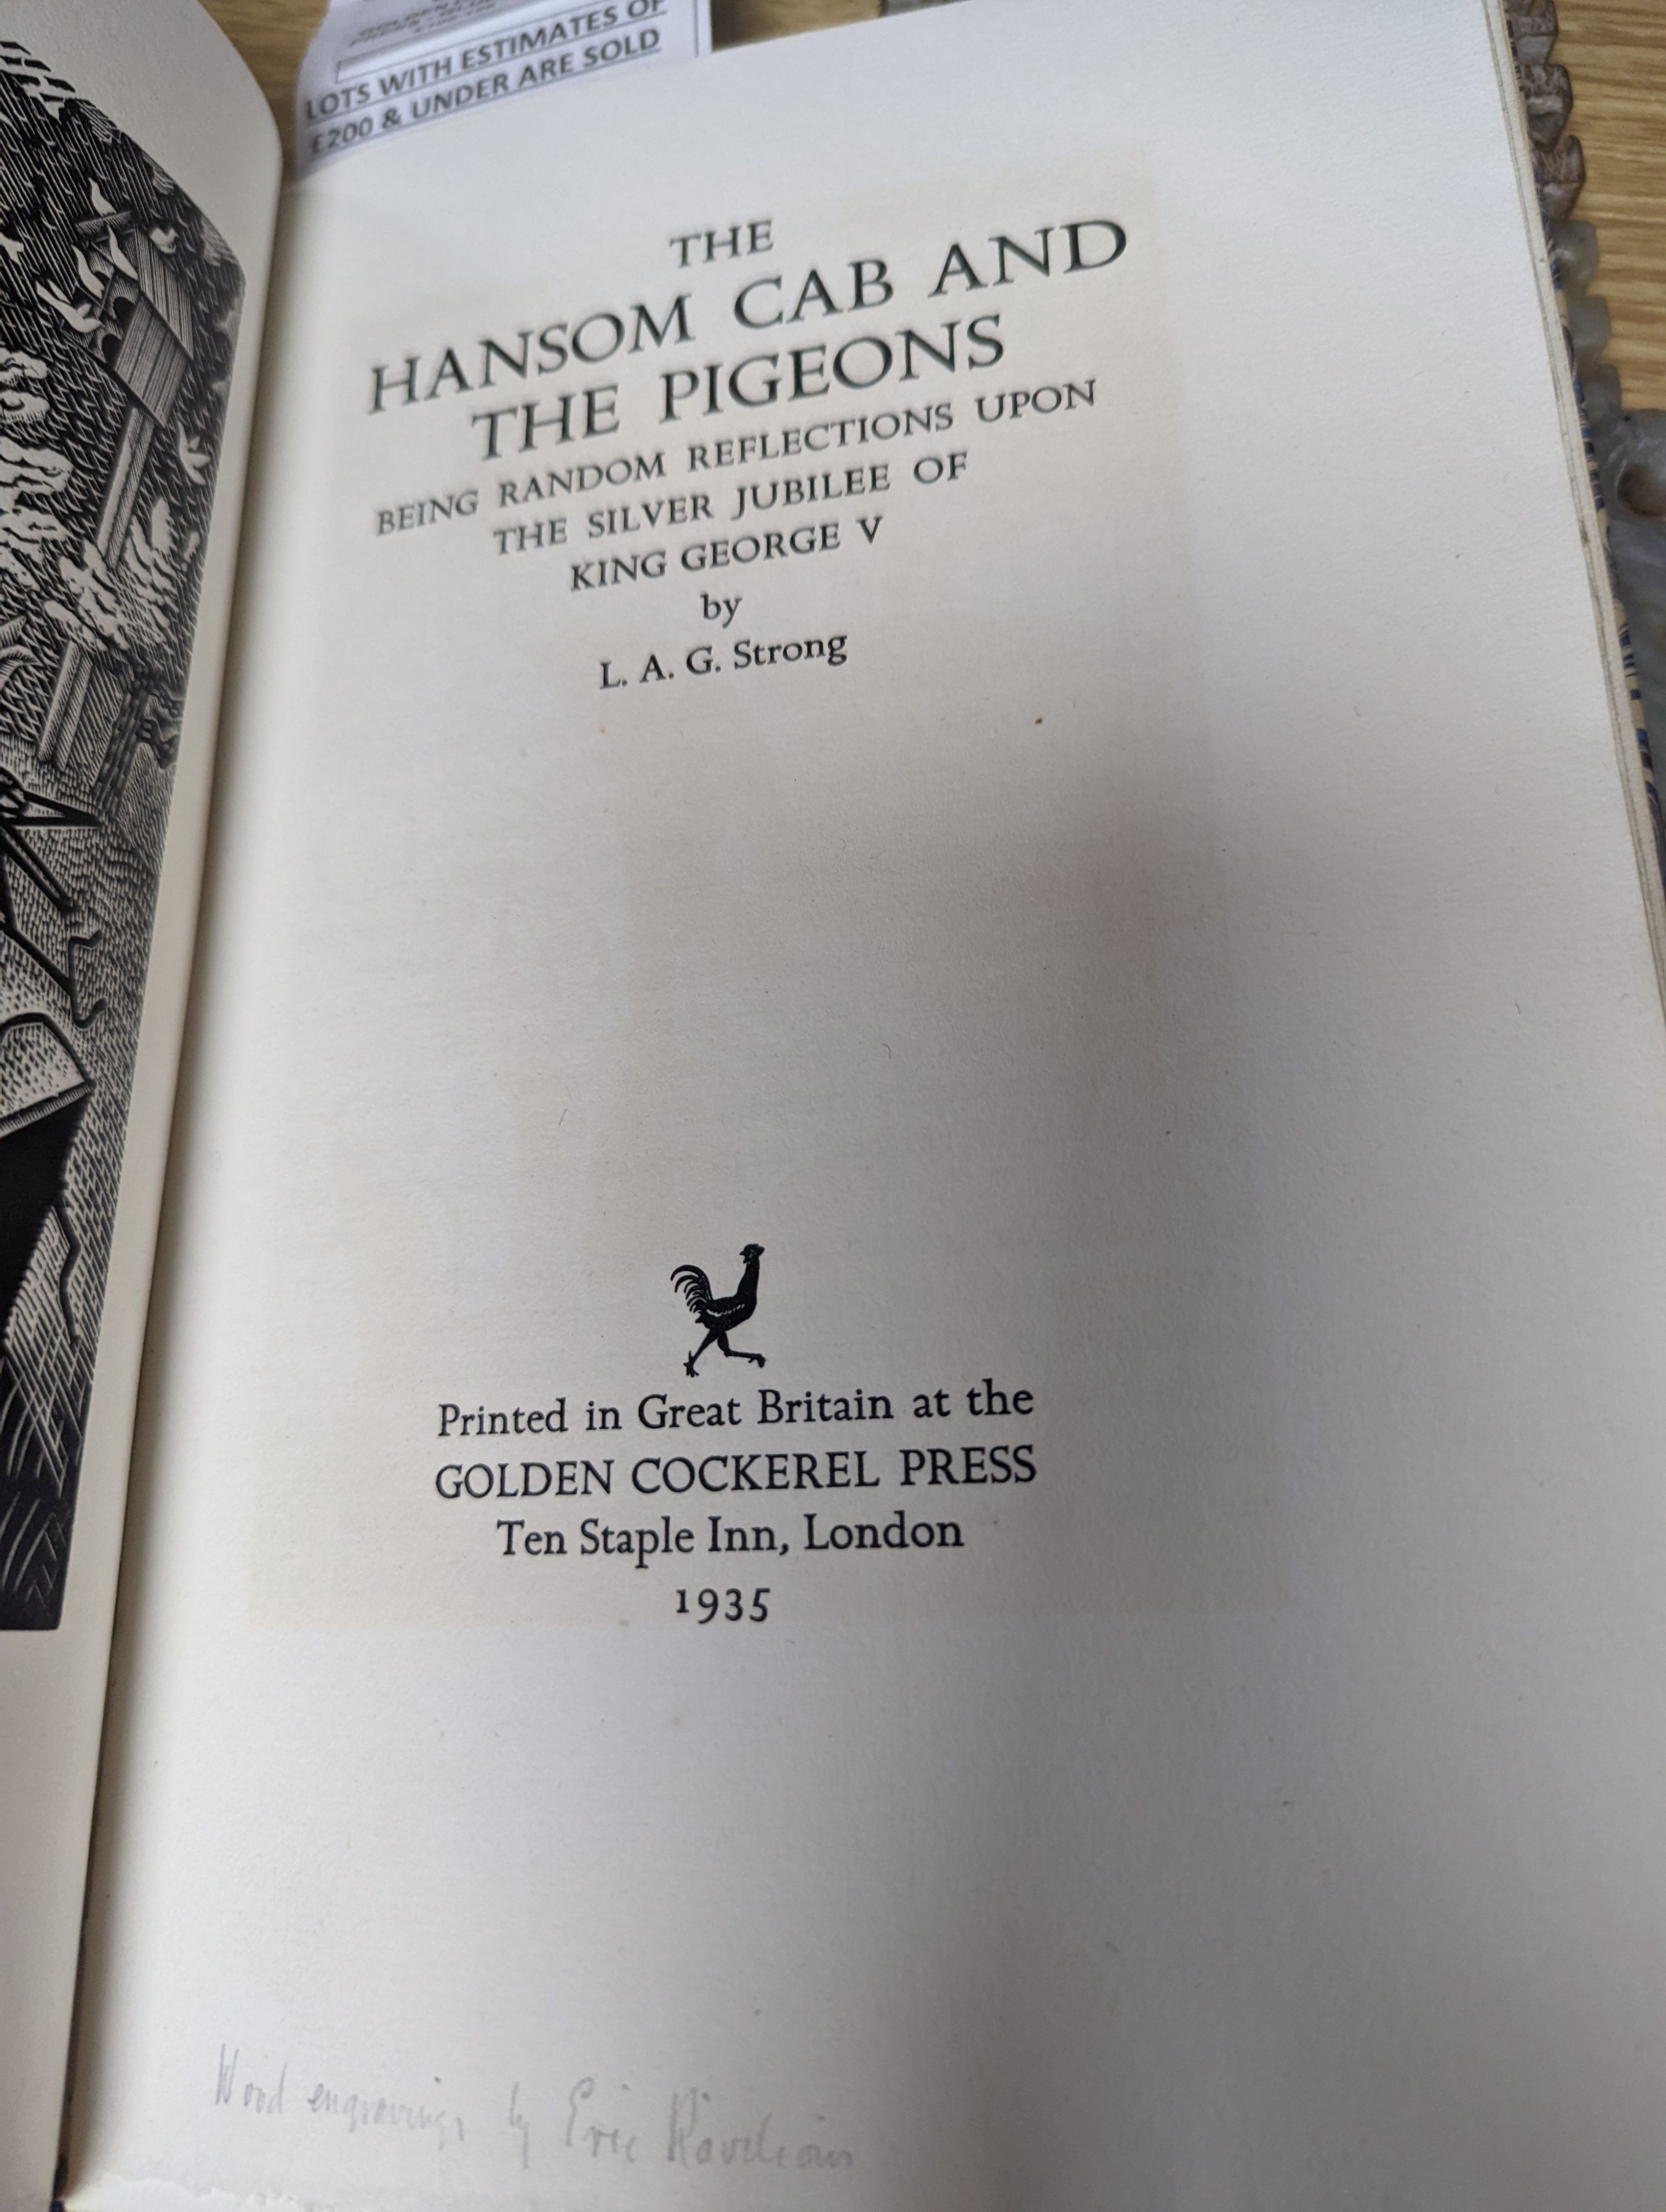 LOTS WITH ESTIMATES OF
£200 & UNDER ARE SOLD
THE
HANSOM CAB AND
THE PIGEONS
BEING RANDOM REFLECTIONS UPON
THE SILVER JUBILEE OF
KING GEORGE V
by
L. A. G. Strong
Printed in Great Britain at the
GOLDEN COCKEREL PRESS
Ten Staple Inn, London
1935
Wood engravings by Eric Ravilious